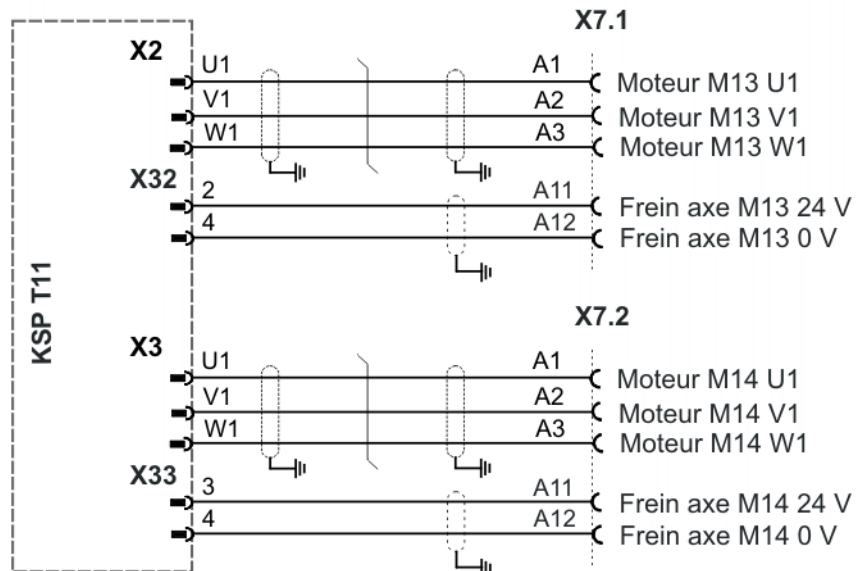 X7.1
X2
U1 A1 Moteur M13 U1
V1 A2 Moteur M13 V1
W1 A3 Moteur M13 W1
X32
2 A11 Frein axe M13 24 V
4 A12 Frein axe M13 0 V
KSP T11
X7.2
X3
U1 A1 Moteur M14 U1
V1 A2 Moteur M14 V1
W1 A3 Moteur M14 W1
X33
3 A11 Frein axe M14 24 V
4 A12 Frein axe M14 0 V